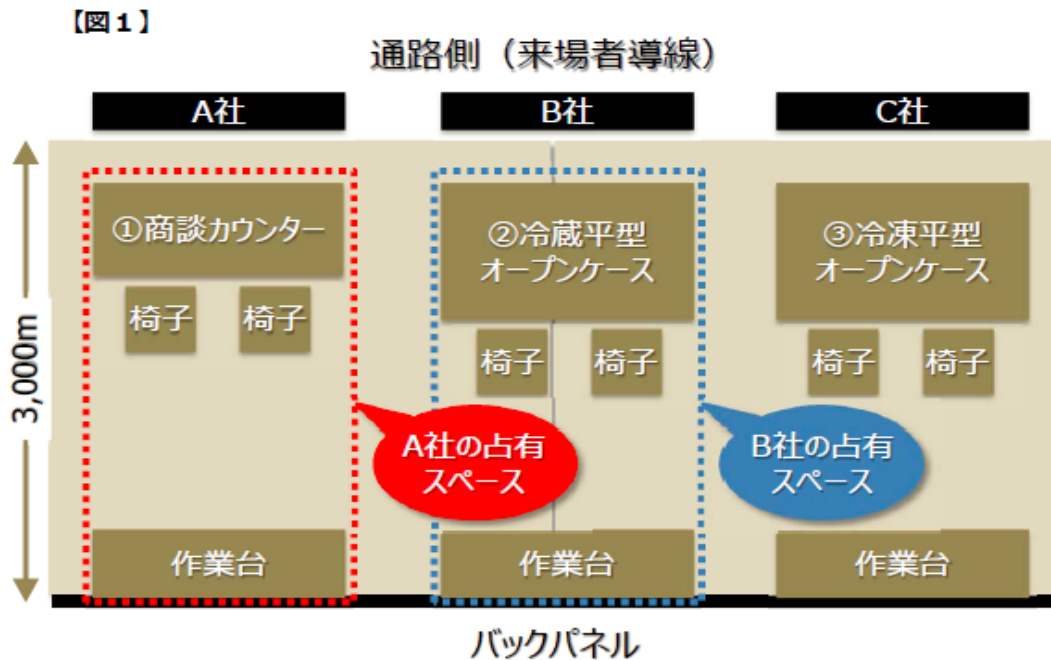 【図１】
通路側（来場者導線）
A社
B社
C社
①商談カウンター
②冷蔵平型
オープンケース
③冷凍平型
オープンケース
椅子
椅子
椅子
椅子
椅子
椅子
3,000m
A社の占有
スペース
B社の占有
スペース
作業台
作業台
作業台
バックパネル